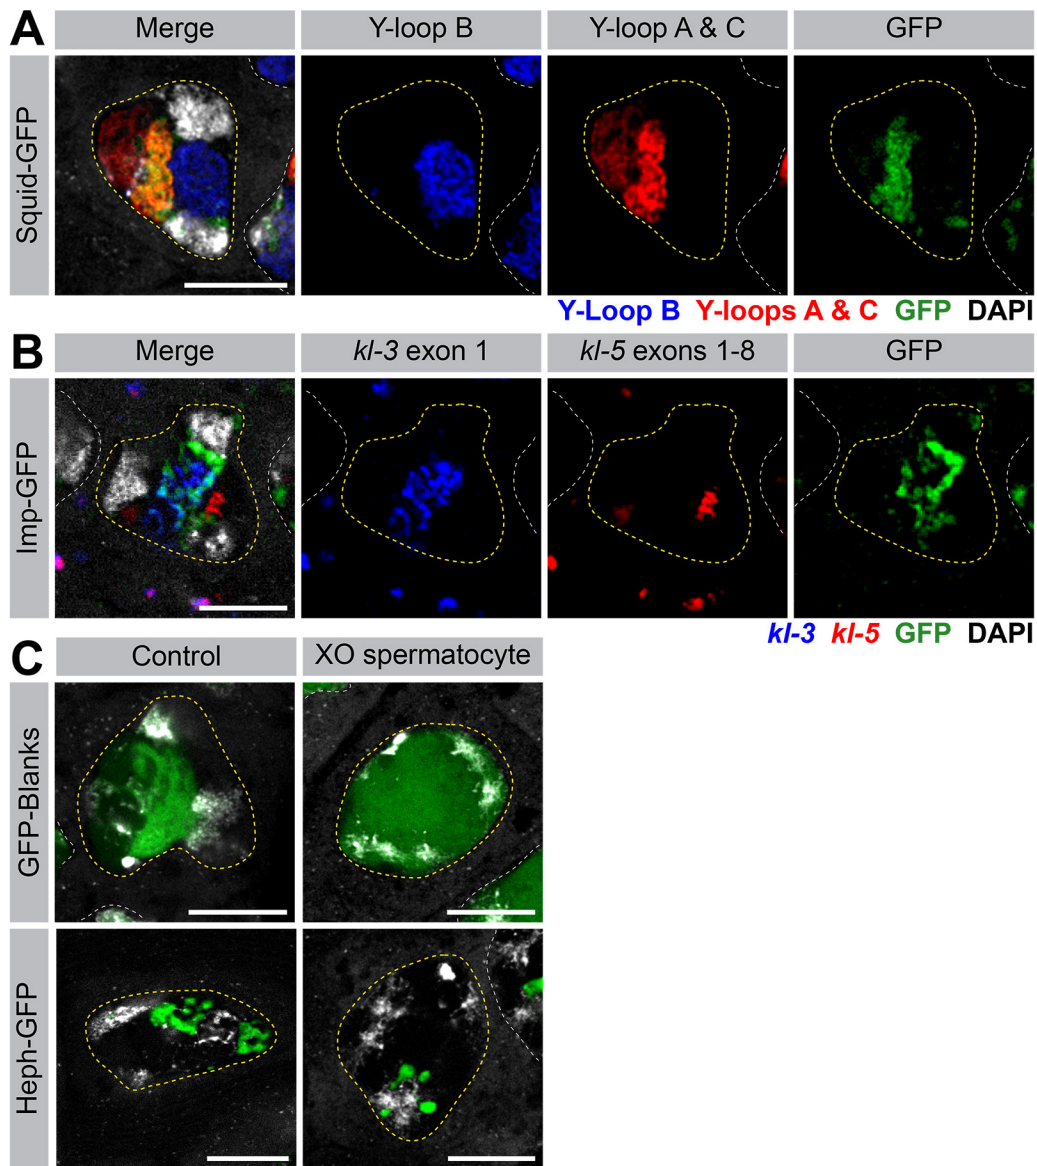 A
Merge
Y-loop B
Y-loop A & C
GFP
Squid-GFP
Y-Loop B Y-loops A & C GFP DAPI
B
Merge
kl-3 exon 1
kl-5 exons 1-8
GFP
Imp-GFP
kl-3 kl-5 GFP DAPI
C
Control
XO spermatocyte
GFP-Blanks
Heph-GFP